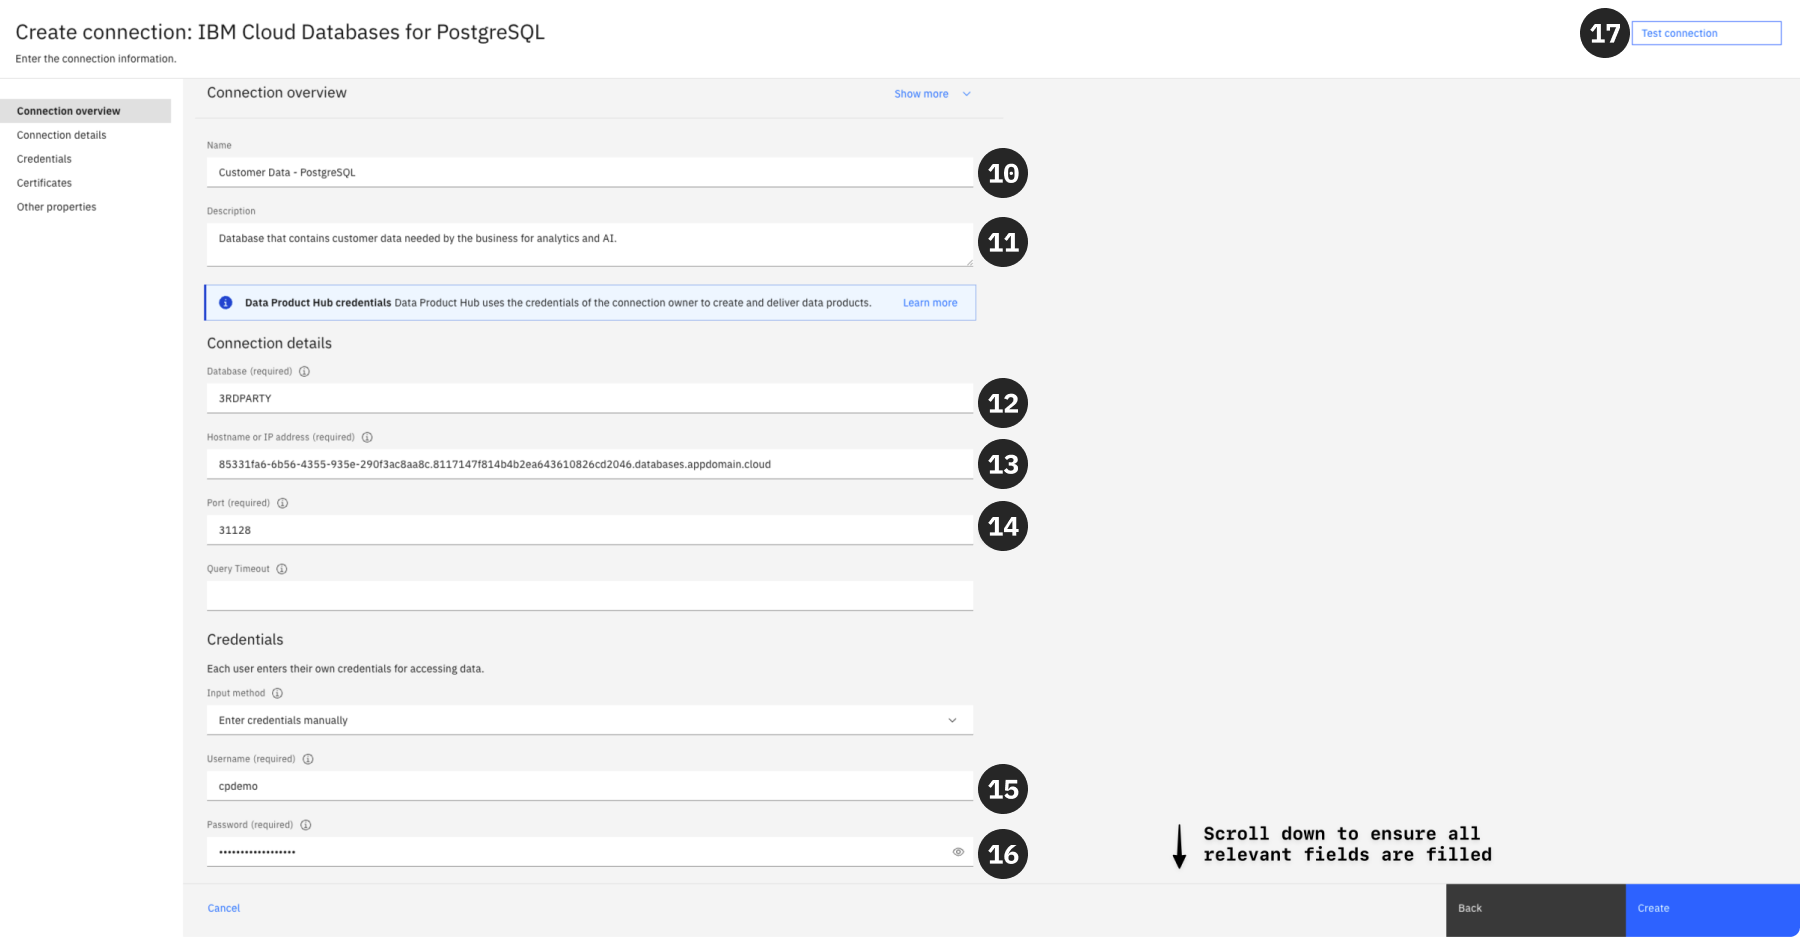 Create connection: IBM Cloud Databases for PostgreSQL
Enter the connection information.
17
Test connection
Connection overview
Connection details
Credentials
Certificates
Other properties
Connection overview
Show more
Name
Customer Data - PostgreSQL
10
Description
Database that contains customer data needed by the business for analytics and AI.
11
Data Product Hub credentials Data Product Hub uses the credentials of the connection owner to create and deliver data products. Learn more
Connection details
Database (required)
3RDPARTY
12
Hostname or IP address (required)
85331fa6-6b56-4355-935e-290f3ac8aa8c.8117147f814b4b2ea643610826cd2046.databases.appdomain.cloud
13
Port (required)
31128
14
Query Timeout
Credentials
Each user enters their own credentials for accessing data.
Input method
Enter credentials manually
Username (required)
cpdemo
15
Password (required)
••••••••••••••••••
16
Scroll down to ensure all
relevant fields are filled
Cancel
Back
Create